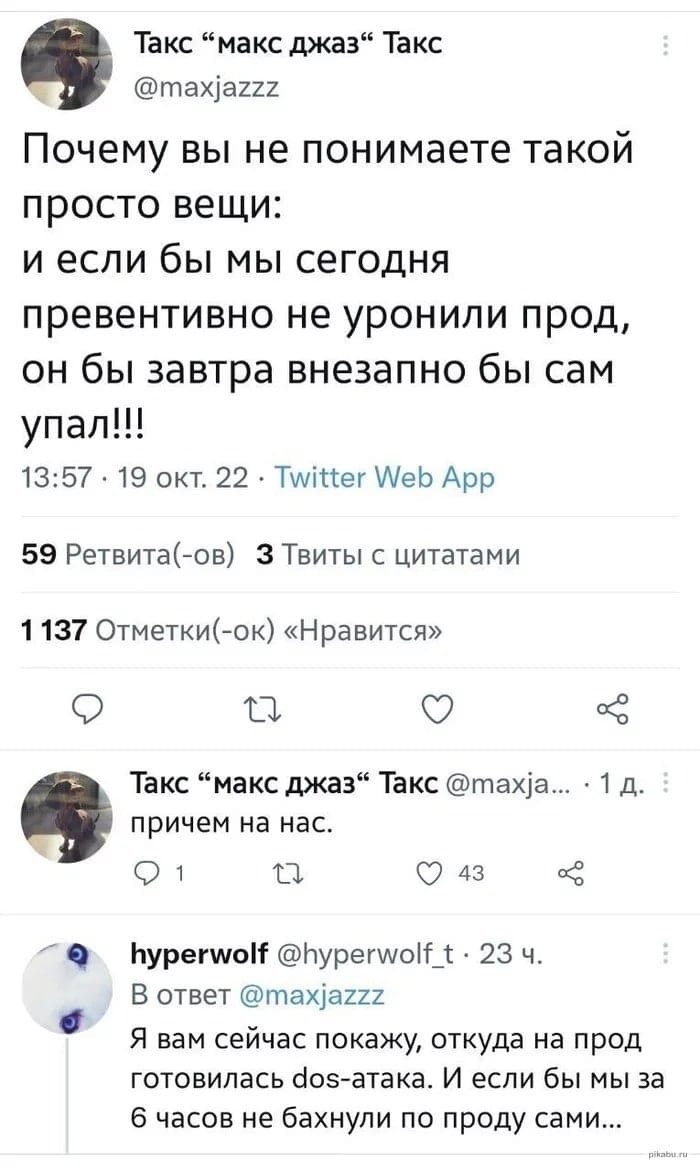 Такс “макс джаз“ Такс
@maxjazzz
Почему вы не понимаете такой
просто вещи:
и если бы мы сегодня
превентивно не уронили прод,
он бы завтра внезапно бы сам
упал!!!
13:57 · 19 окт. 22 · Twitter Web App
59 Ретвита(-ов) 3 Твиты с цитатами
1 137 Отметки(-ок) «Нравится»
Такс “макс джаз“ Такс @maxja... · 1 д.
причем на нас.
1 43
hyperwolf @hyperwolf_t · 23 ч.
В ответ @maxjazzz
Я вам сейчас покажу, откуда на прод
готовилась dos-атака. И если бы мы за
6 часов не бахнули по проду сами...
pikabu.ru